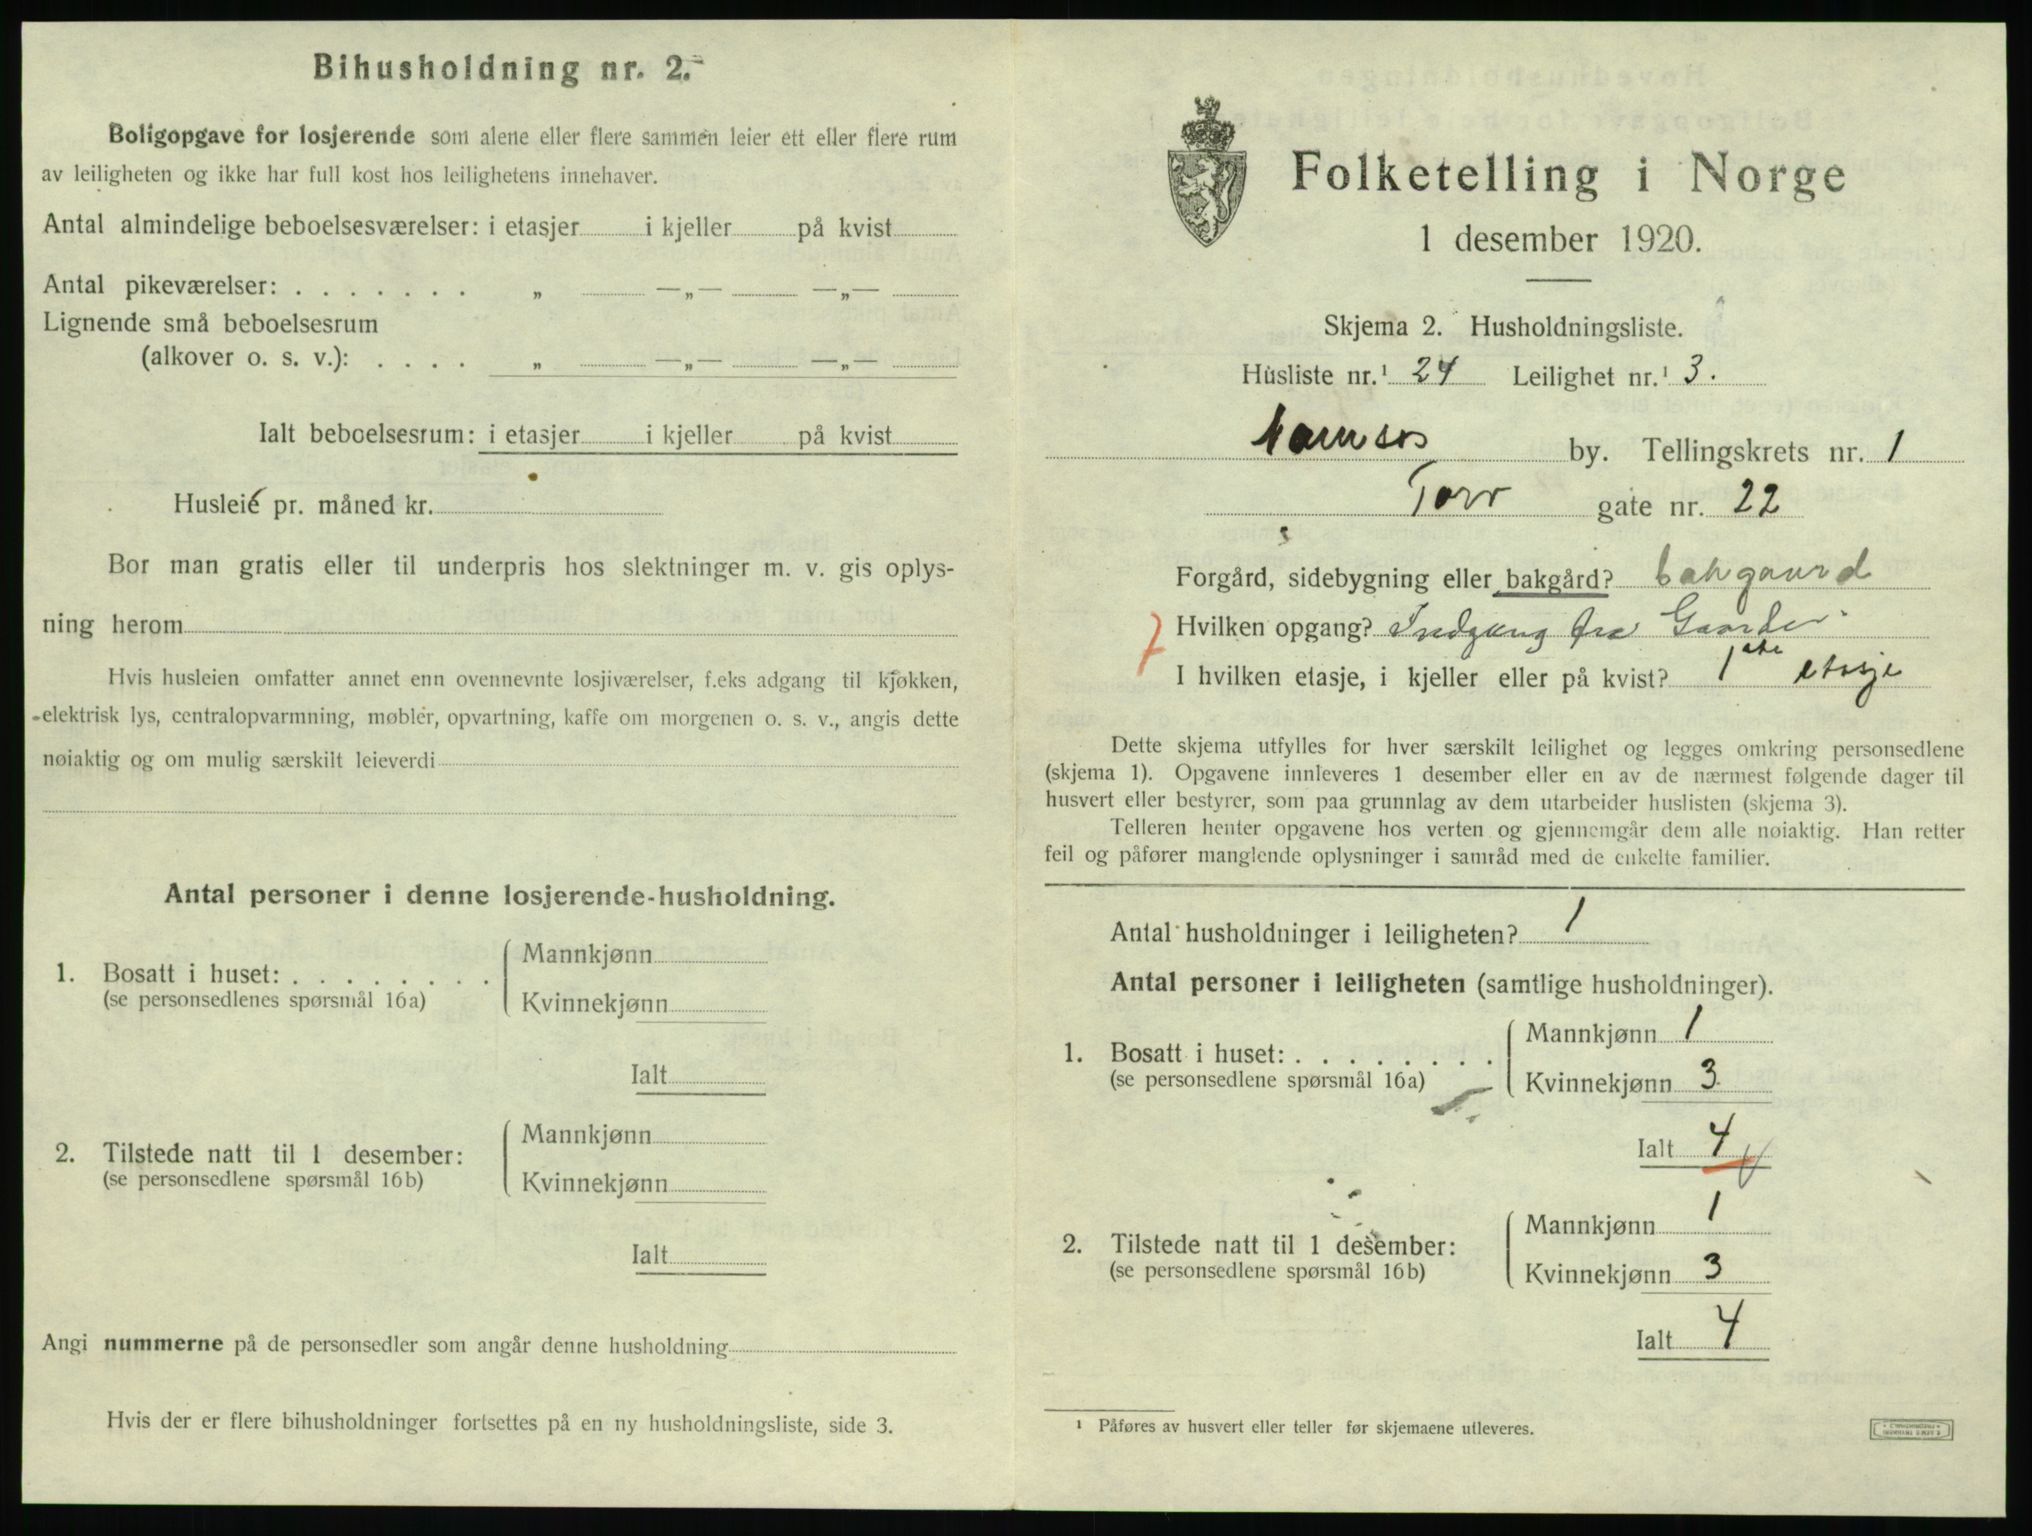 Bihusholdning nr. 2.
Boligopgave for losjerende som alene eller flere sammen leier ett eller flere rum
av leiligheten og ikke har full kost hos leilighetens innehaver.
Antal almindelige beboelsesværelser: i etasjer i kjeller på kvist
Antal pikeværelser: . . . . . . . „ —„— —„—
Lignende små beboelsesrum
(alkover o. s. v.): . . . . „ —„— —„—
Ialt beboelsesrum: i etasjer i kjeller på kvist
Husleie pr. måned kr.
Bor man gratis eller til underpris hos slektninger m. v. gis oplys-
ning herom
Hvis husleien omfatter annet enn ovennevnte losjiværelser, f.eks adgang til kjøkken,
elektrisk lys, centralopvarmning, møbler, opvartning, kaffe om morgenen o. s. v., angis dette
nøiaktig og om mulig særskilt leieverdi
Antal personer i denne losjerende-husholdning.
1. Bosatt i huset: . . . . . . . . Mannkjønn
(se personsedlenes spørsmål 16a) Kvinnekjønn
Ialt
2. Tilstede natt til 1 desember: Mannkjønn
(se personsedlene spørsmål 16b) Kvinnekjønn
Ialt
Angi nummerne på de personsedler som angår denne husholdning
Hvis der er flere bihusholdninger fortsettes på en ny husholdningsliste, side 3.
Folketelling i Norge
1 desember 1920.
Skjema 2. Husholdningsliste.
Husliste nr.¹ 24 Leilighet nr.¹ 3.
Namsos by. Tellingskrets nr. 1
Torv gate nr. 22
Forgård, sidebygning eller bakgård? bakgaard
Hvilken opgang? Indgang fra Gaarden
I hvilken etasje, i kjeller eller på kvist? 1ste etasje
Dette skjema utfylles for hver særskilt leilighet og legges omkring personsedlene
(skjema 1). Opgavene innleveres 1 desember eller en av de nærmest følgende dager til
husvert eller bestyrer, som paa grunnlag av dem utarbeider huslisten (skjema 3).
Telleren henter opgavene hos verten og gjennemgår dem alle nøiaktig. Han retter
feil og påfører manglende oplysninger i samråd med de enkelte familier.
Antal husholdninger i leiligheten? 1
Antal personer i leiligheten (samtlige husholdninger).
1. Bosatt i huset: . . . . . . . . Mannkjønn 1
(se personsedlene spørsmål 16a) Kvinnekjønn 3
Ialt 4
2. Tilstede natt til 1 desember: Mannkjønn 1
(se personsedlene spørsmål 16b) Kvinnekjønn 3
Ialt 4
¹ Påføres av husvert eller teller før skjemaene utleveres.